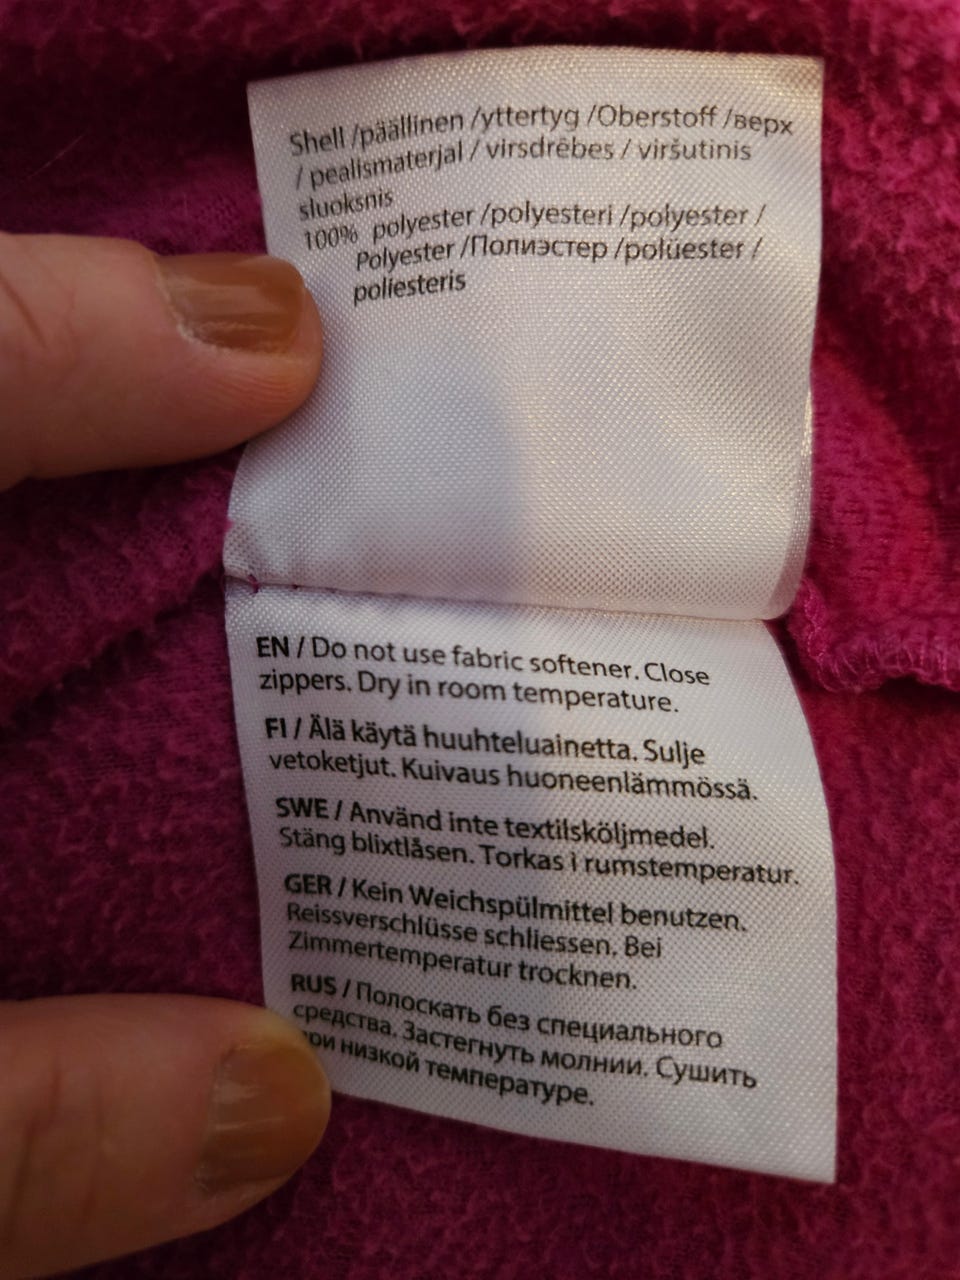 Shell /päällinen /yttertyg /Oberstoff /верх
/ pealismaterjal / virsdrēbes / viršutinis
sluoksnis
100% polyester /polyesteri /polyester /
Polyester /Полиэстер /polüester /
poliesteris
EN / Do not use fabric softener. Close
zippers. Dry in room temperature.
FI / Älä käytä huuhteluainetta. Sulje
vetoketjut. Kuivaus huoneenlämmössä.
SWE / Använd inte textilsköljmedel.
Stäng blixtlåsen. Torkas i rumstemperatur.
GER / Kein Weichspülmittel benutzen.
Reissverschlüsse schliessen. Bei
Zimmertemperatur trocknen.
RUS / Полоскать без специального
средства. Застегнуть молнии. Сушить
при низкой температуре.